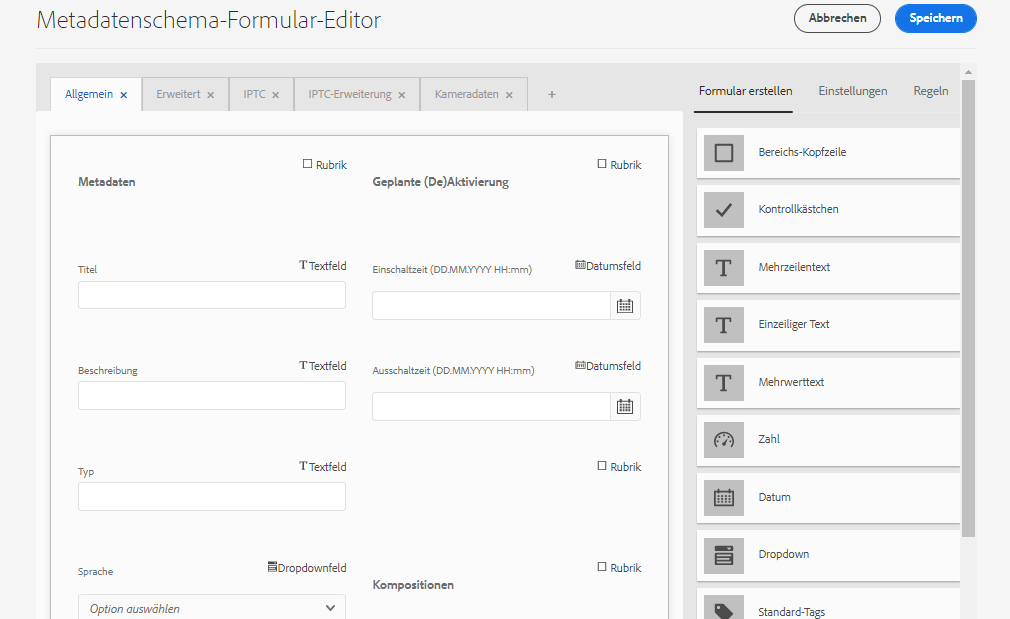 Metadatenschema-Formular-Editor
Abbrechen
Speichern
Allgemein × Erweitert × IPTC × IPTC-Erweiterung × Kameradaten × +
Formular erstellen Einstellungen Regeln
Rubrik
Metadaten
Rubrik
Geplante (De)Aktivierung
Titel
Textfeld
Einschaltzeit (DD.MM.YYYY HH:mm)
Datumsfeld
Beschreibung
Textfeld
Ausschaltzeit (DD.MM.YYYY HH:mm)
Datumsfeld
Typ
Textfeld
Rubrik
Sprache
Dropdownfeld
Option auswählen
Rubrik
Kompositionen
Bereichs-Kopfzeile
Kontrollkästchen
Mehrzeilentext
Einzeiliger Text
Mehrwerttext
Zahl
Datum
Dropdown
Standard-Tags